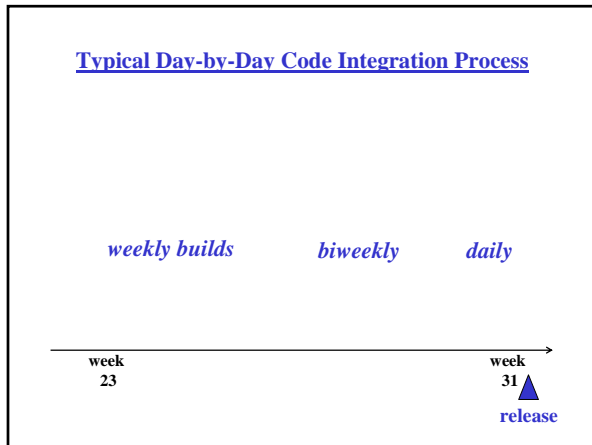 Typical Day-by-Day Code Integration Process
weekly builds biweekly daily
week week
23 31
release